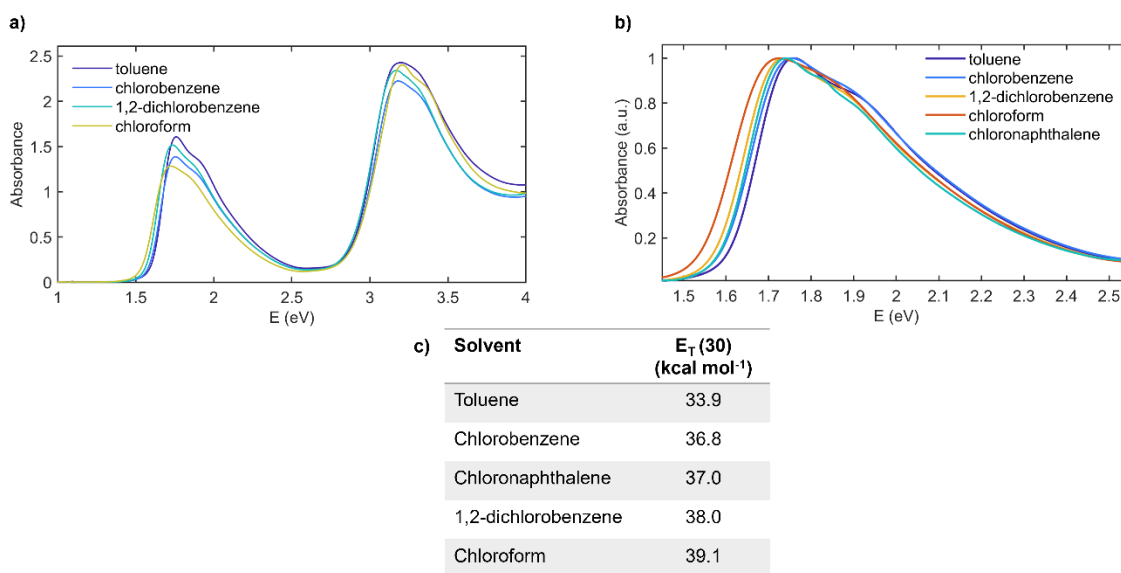 a)
2.5
2
1.5
1
0.5
0
Absorbance
toluene
chlorobenzene
1,2-dichlorobenzene
chloroform
1 1.5 2 2.5 3 3.5 4
E (eV)
b)
1
0.8
0.6
0.4
0.2
Absorbance (a.u.)
toluene
chlorobenzene
1,2-dichlorobenzene
chloroform
chloronaphthalene
1.5 1.6 1.7 1.8 1.9 2 2.1 2.2 2.3 2.4 2.5
E (eV)
c)
Solvent E_T (30)
(kcal mol⁻¹)
Toluene 33.9
Chlorobenzene 36.8
Chloronaphthalene 37.0
1,2-dichlorobenzene 38.0
Chloroform 39.1